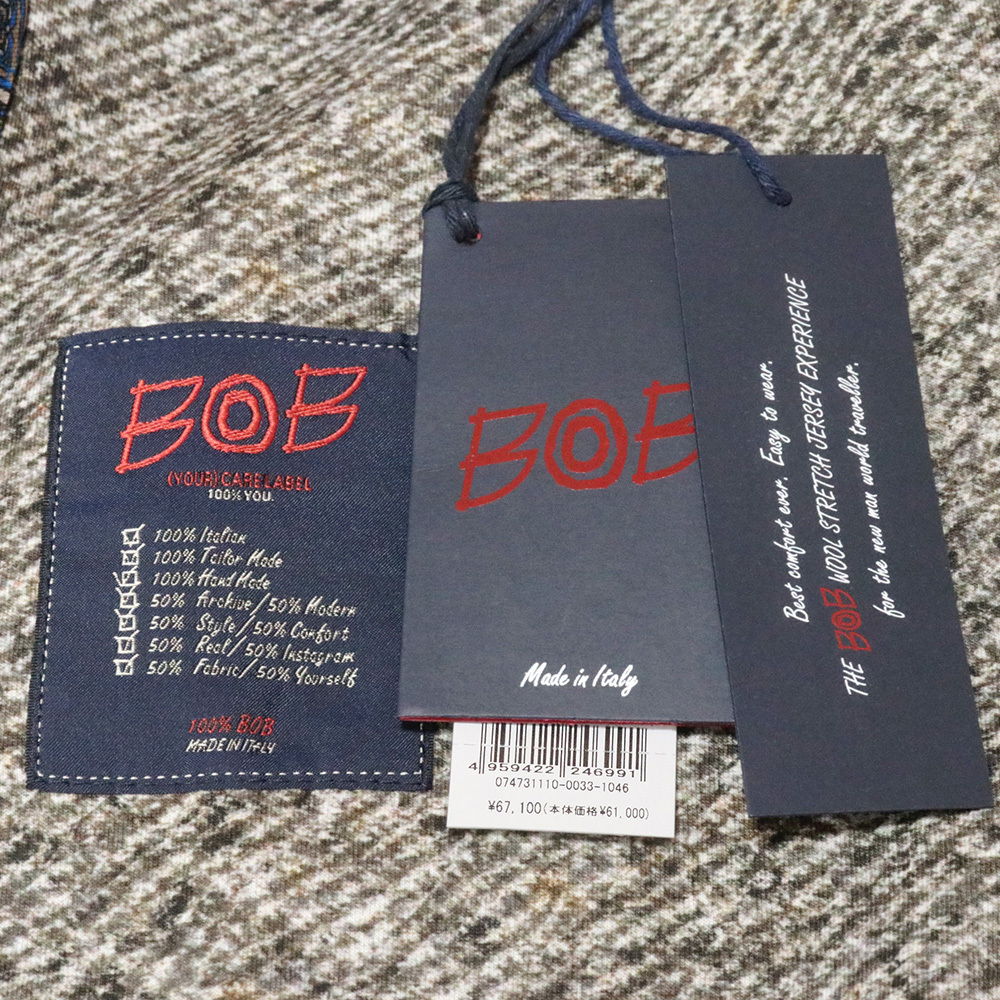 BOB
(YOUR) CARE LABEL
100% YOU.
100% Italian
100% Tailor Made
100% Hand Made
50% Archive/50% Modern
50% Style/50% Confort
50% Real/50% Instagram
50% Fabric/50% Yourself
100% BOB
MADE IN ITALY
BOB
Made in Italy
4 959422 246991
074731110-0033-1046
¥67,100(本体価格¥61,000)
Best comfort ever. Easy to wear.
THE BOB WOOL STRETCH JERSEY EXPERIENCE
for the new man world traveller.